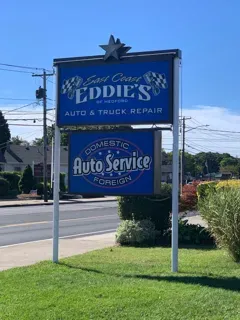 East Coast
EDDIE'S
OF MEDFORD
AUTO & TRUCK REPAIR
DOMESTIC
Auto Service
FOREIGN